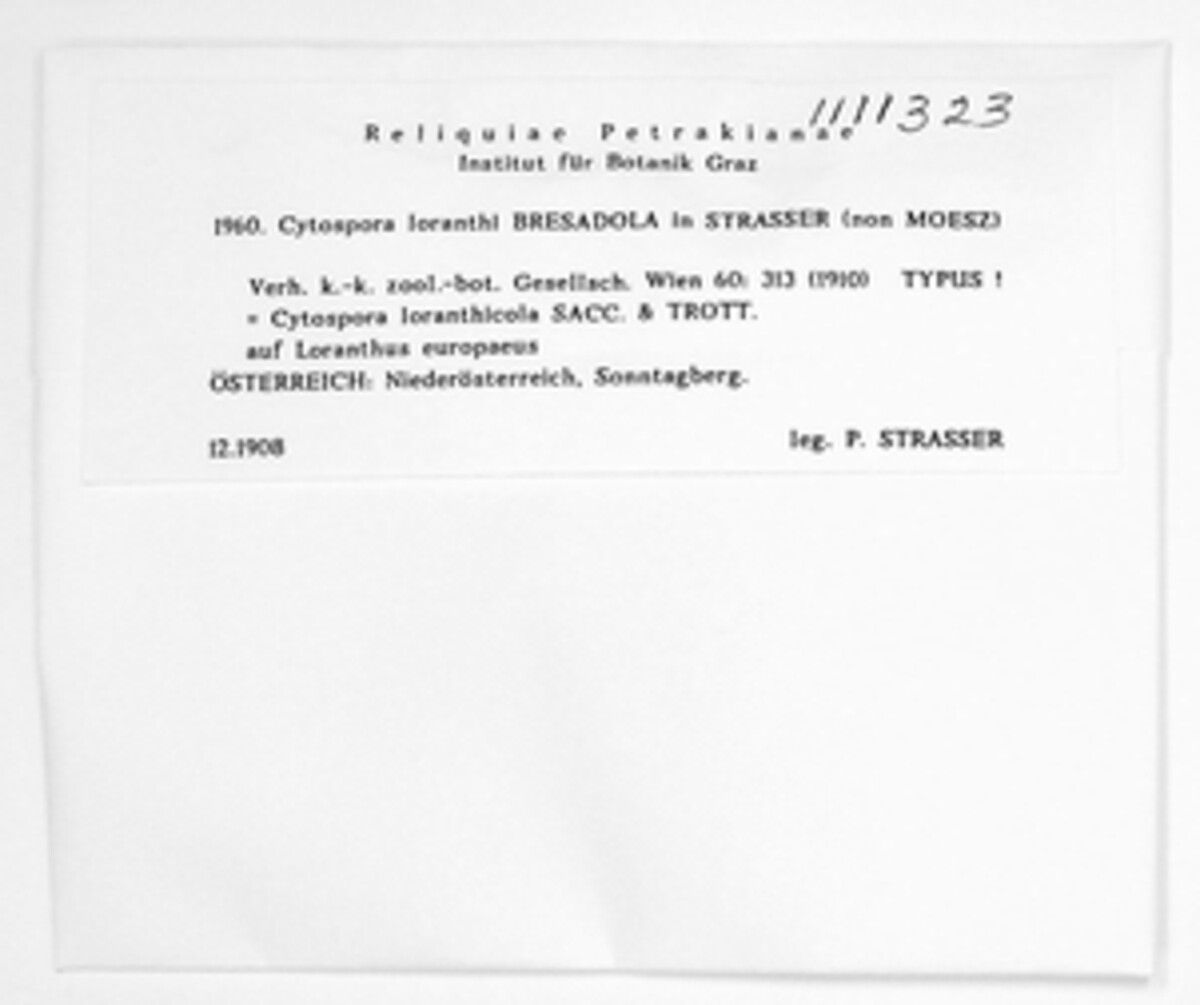 1111323
Reliquiae Petrakianae
Institut für Botanik Graz
1960. Cytospora loranthi BRESADOLA in STRASSER (non MOESZ)
Verh. k.-k. zool.-bot. Gesellsch. Wien 60: 313 (1910) TYPUS !
= Cytospora loranthicola SACC. & TROTT.
auf Loranthus europaeus
ÖSTERREICH: Niederösterreich, Sonntagberg.
12.1908 leg. P. STRASSER